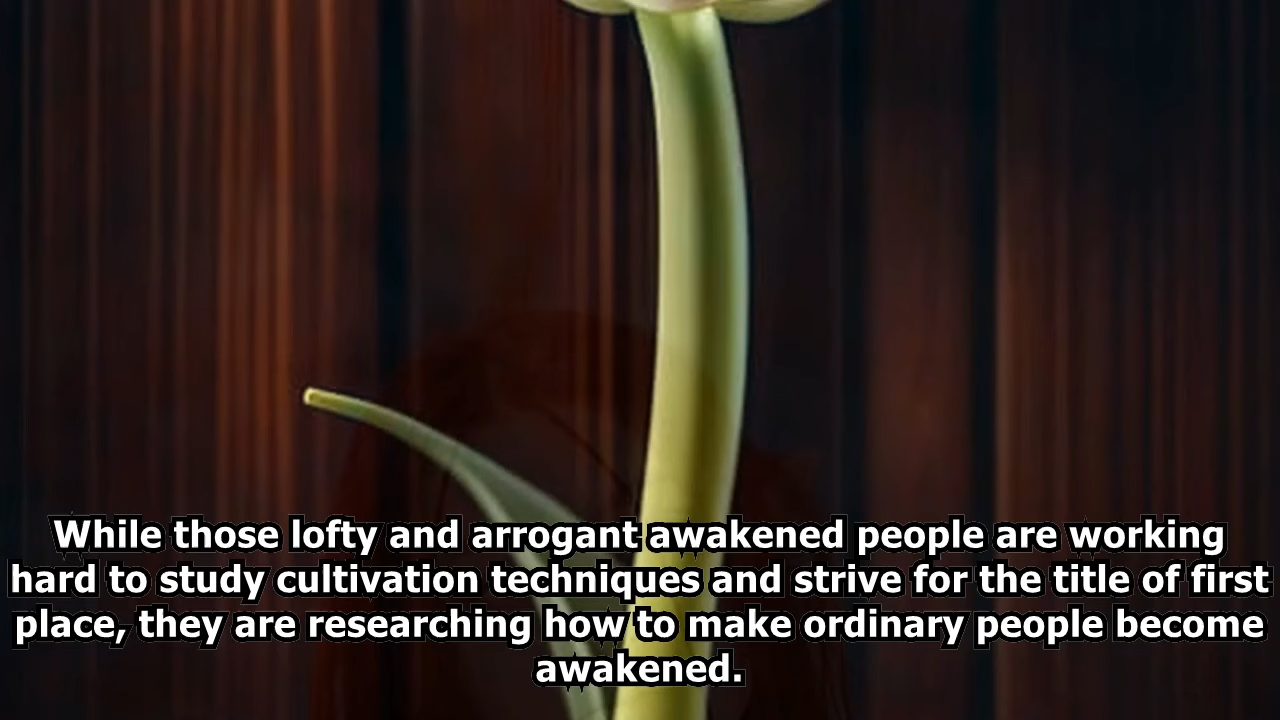 While those lofty and arrogant awakened people are working
hard to study cultivation techniques and strive for the title of first
place, they are researching how to make ordinary people become
awakened.